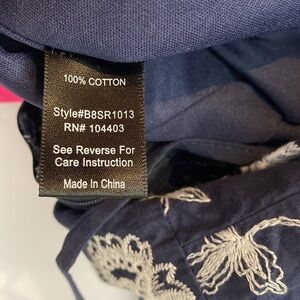 100% COTTON
Style#B8SR1013
RN# 104403
See Reverse For
Care Instruction
Made In China